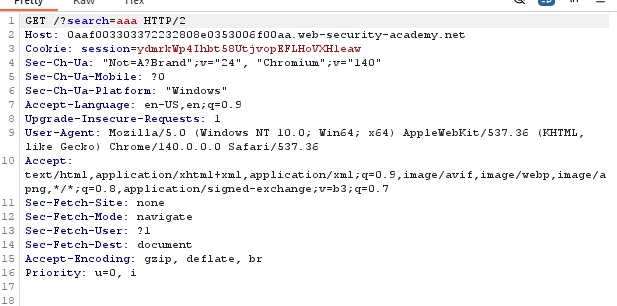 Pretty Raw Hex
1 GET /?search=aaa HTTP/2
2 Host: 0aaf003303372232808e0353006f00aa.web-security-academy.net
3 Cookie: session=ydmrkWp4Ihbt58UtjvopEFLHoVXHleaw
4 Sec-Ch-Ua: "Not=A?Brand";v="24", "Chromium";v="140"
5 Sec-Ch-Ua-Mobile: ?0
6 Sec-Ch-Ua-Platform: "Windows"
7 Accept-Language: en-US,en;q=0.9
8 Upgrade-Insecure-Requests: 1
9 User-Agent: Mozilla/5.0 (Windows NT 10.0; Win64; x64) AppleWebKit/537.36 (KHTML,
like Gecko) Chrome/140.0.0.0 Safari/537.36
10 Accept:
text/html,application/xhtml+xml,application/xml;q=0.9,image/avif,image/webp,image/a
png,*/*;q=0.8,application/signed-exchange;v=b3;q=0.7
11 Sec-Fetch-Site: none
12 Sec-Fetch-Mode: navigate
13 Sec-Fetch-User: ?1
14 Sec-Fetch-Dest: document
15 Accept-Encoding: gzip, deflate, br
16 Priority: u=0, i
17
18